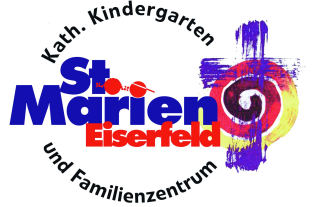 Kath. Kindergarten
St
Marien
Eiserfeld
und Familienzentrum